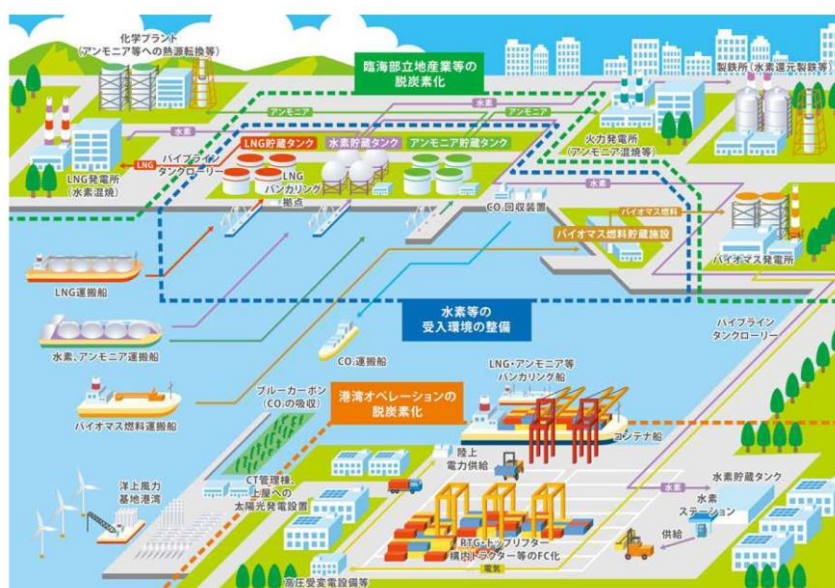 化学プラント
(アンモニア等への熱源転換等)
臨海部立地産業等の
脱炭素化
製鉄所(水素還元製鉄等)
アンモニア
水素
アンモニア
水素
LNG貯蔵タンク
水素貯蔵タンク
アンモニア貯蔵タンク
火力発電所
(アンモニア混焼等)
LNG
パイプライン
タンクローリー
LNG発電所
(水素混焼)
LNG
バンカリング
拠点
CO₂回収装置
水素
バイオマス燃料
バイオマス燃料貯蔵施設
バイオマス発電所
LNG運搬船
水素等の
受入環境の整備
パイプライン
タンクローリー
水素、アンモニア運搬船
CO₂運搬船
LNG・アンモニア等
バンカリング船
ブルーカーボン
(CO₂の吸収)
港湾オペレーションの
脱炭素化
バイオマス燃料運搬船
コンテナ船
陸上
電力供給
洋上風力
基地港湾
CT管理棟、
上屋への
太陽光発電設置
水素
水素貯蔵タンク
水素
ステーション
供給
RTG・トップリフター
構内トラクター等のFC化
電気
高圧受変電設備等